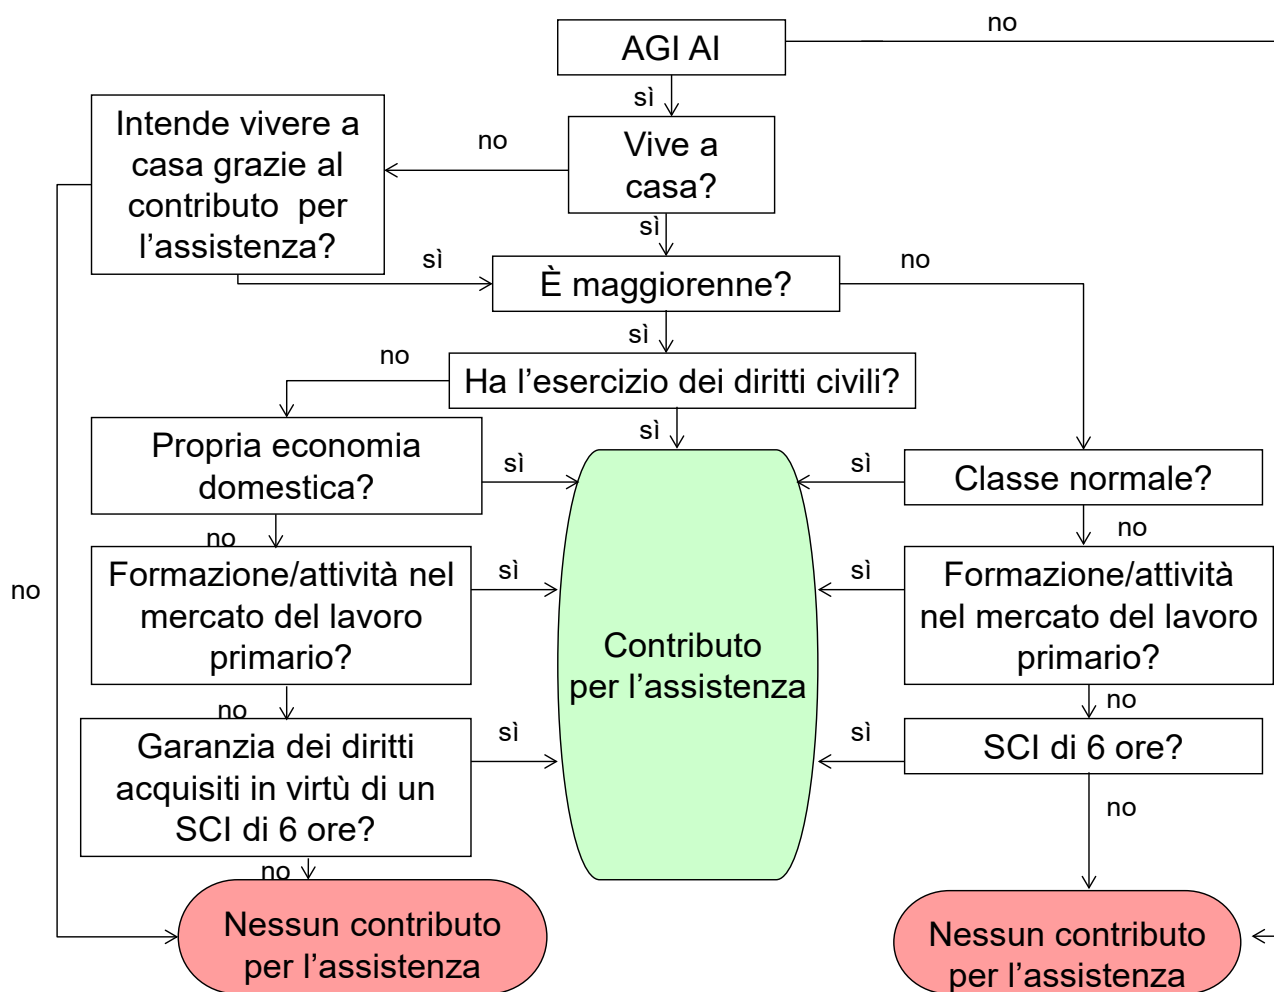 no
AGI AI
sì
Intende vivere a
casa grazie al
contributo  per
l’assistenza?
no
Vive a
casa?
sì
sì
È maggiorenne?
no
sì
no
Ha l’esercizio dei diritti civili?
sì
Propria economia
domestica?
sì
sì
Classe normale?
no
no
no
Formazione/attività nel
mercato del lavoro
primario?
sì
Contributo
per l’assistenza
sì
Formazione/attività
nel mercato del lavoro
primario?
no
no
Garanzia dei diritti
acquisiti in virtù di un
SCI di 6 ore?
sì
sì
SCI di 6 ore?
no
no
Nessun contributo
per l’assistenza
Nessun contributo
per l’assistenza